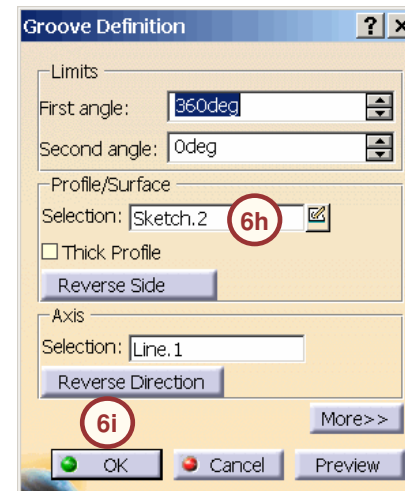 Groove Definition ? x
Limits
First angle: 360deg
Second angle: 0deg
Profile/Surface
Selection: Sketch.2 6h
Thick Profile
Reverse Side
Axis
Selection: Line.1
Reverse Direction
6i More>>
OK Cancel Preview